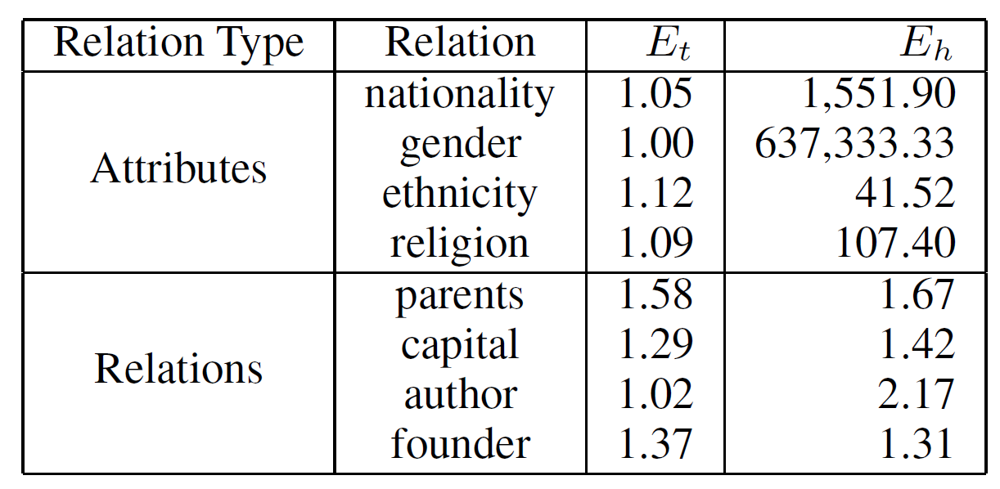 Relation Type Relation E_t E_h
nationality 1.05 1,551.90
gender 1.00 637,333.33
Attributes
ethnicity 1.12 41.52
religion 1.09 107.40
parents 1.58 1.67
capital 1.29 1.42
Relations
author 1.02 2.17
founder 1.37 1.31